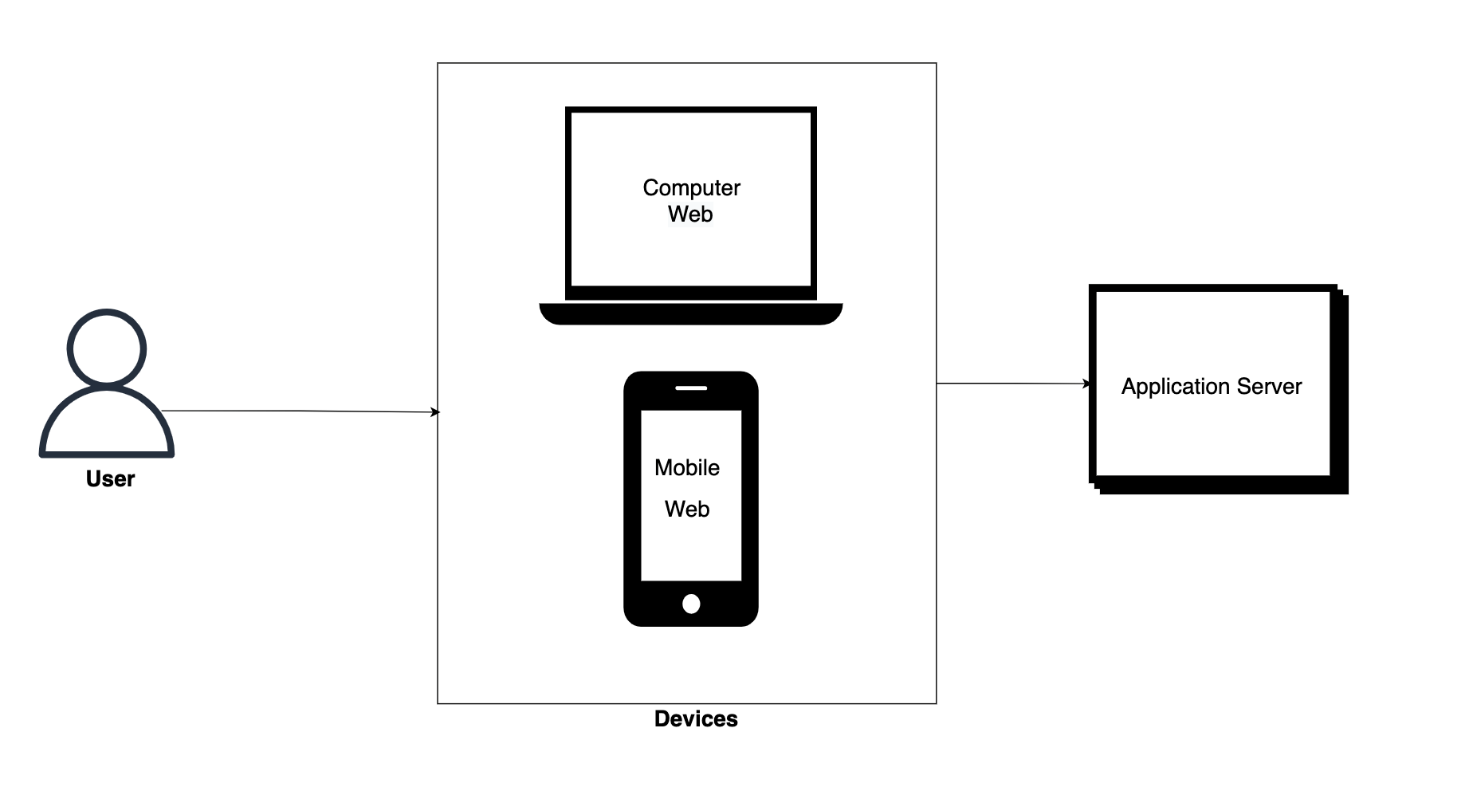 Computer
Web
Application Server
Mobile
Web
User
Devices